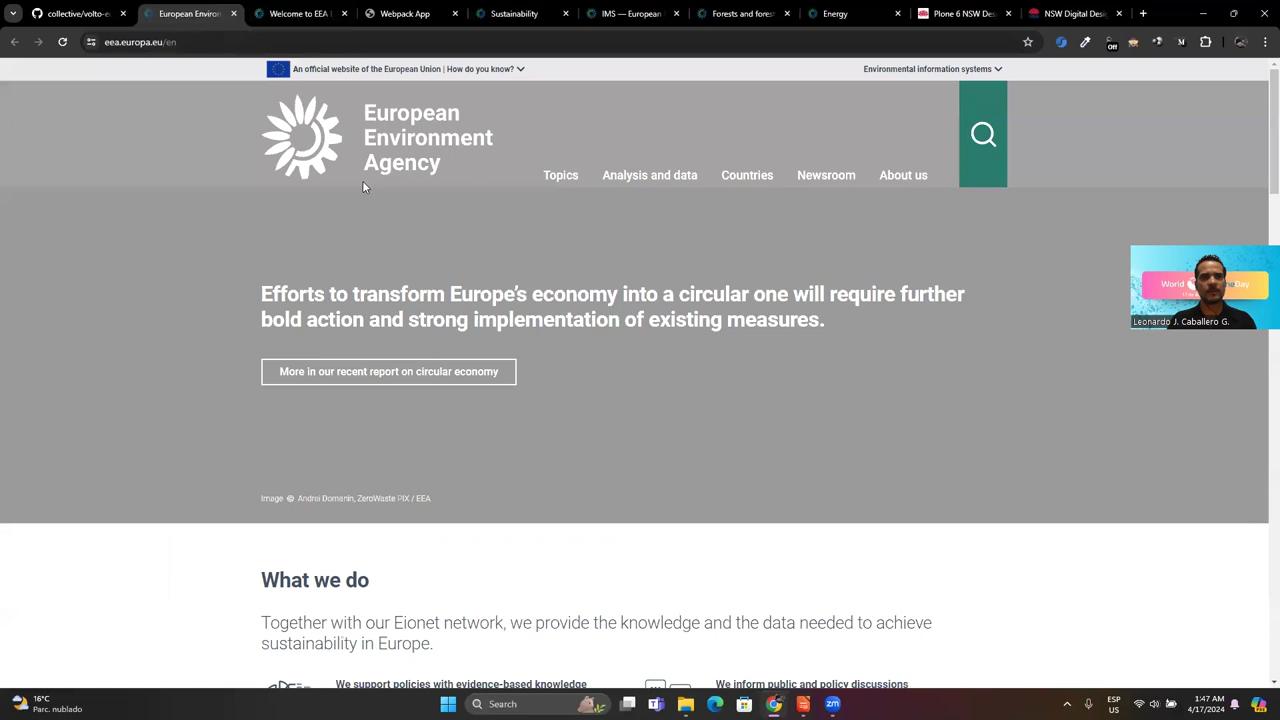 collective/volto-e
European Environ
Welcome to EEA
Webpack App
Sustainability
IMS — European
Forests and fores
Energy
Plone 6 NSW Des
NSW Digital Desi
eea.europa.eu/en
Off
An official website of the European Union | How do you know?
Environmental information systems
European
Environment
Agency
Topics
Analysis and data
Countries
Newsroom
About us
Efforts to transform Europe's economy into a circular one will require further
bold action and strong implementation of existing measures.
More in our recent report on circular economy
World
Day
Leonardo J. Caballero G.
Image © Andrei Domanin, ZeroWaste PIX / EEA
What we do
Together with our Eionet network, we provide the knowledge and the data needed to achieve
sustainability in Europe.
We support policies with evidence-based knowledge
We inform public and policy discussions
16°C
Parc. nublado
Search
zm
ESP
MX
1:47 AM
4/17/2024